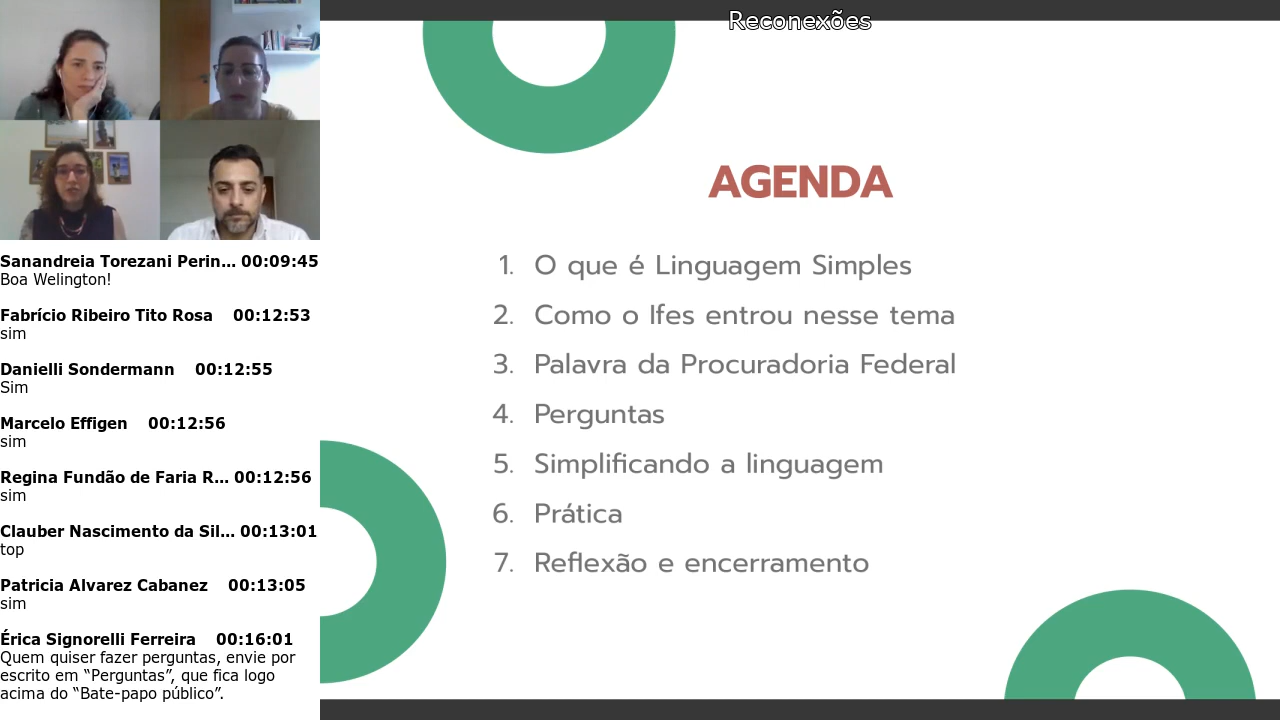 Reconexões
AGENDA
1. O que é Linguagem Simples
2. Como o Ifes entrou nesse tema
3. Palavra da Procuradoria Federal
4. Perguntas
5. Simplificando a linguagem
6. Prática
7. Reflexão e encerramento
Sanandreia Torezani Perin... 00:09:45
Boa Welington!
Fabrício Ribeiro Tito Rosa 00:12:53
sim
Danielli Sondermann 00:12:55
Sim
Marcelo Effigen 00:12:56
sim
Regina Fundão de Faria R... 00:12:56
sim
Clauber Nascimento da Sil... 00:13:01
top
Patricia Alvarez Cabanez 00:13:05
sim
Érica Signorelli Ferreira 00:16:01
Quem quiser fazer perguntas, envie por
escrito em “Perguntas”, que fica logo
acima do “Bate-papo público”.